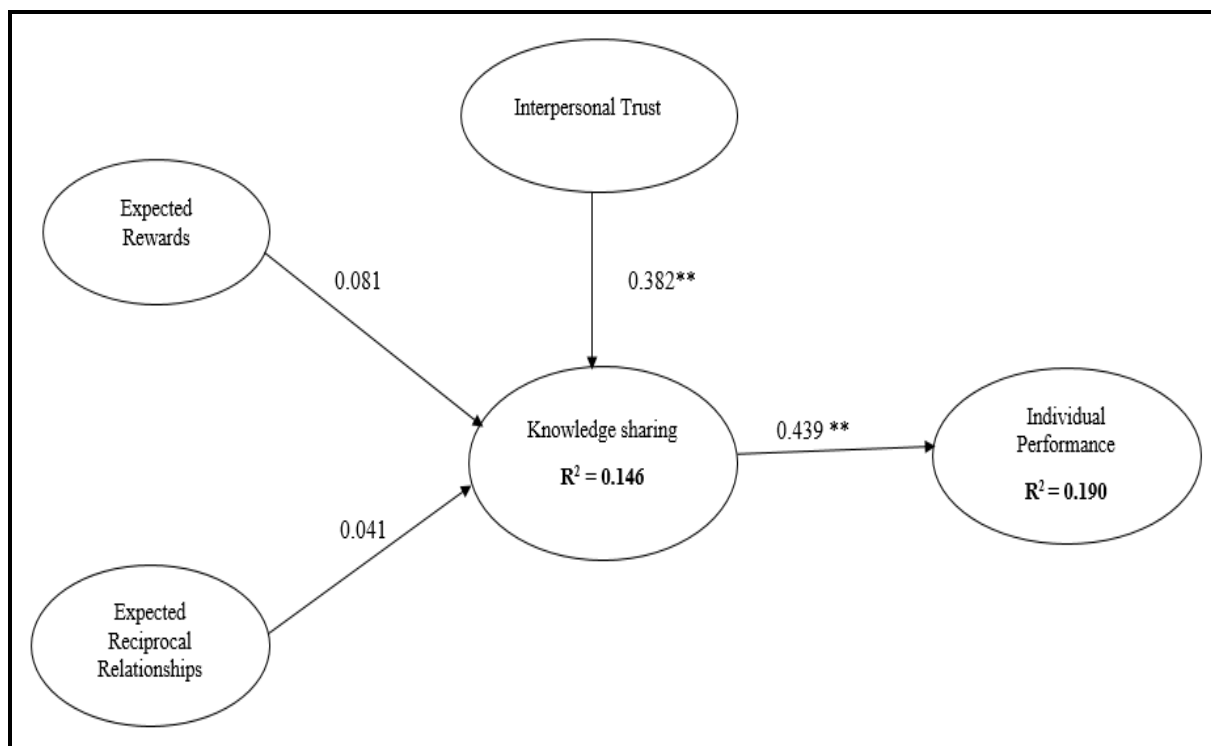 Interpersonal Trust
Expected
Rewards
0.081
0.382**
Knowledge sharing
R² = 0.146
0.439 **
Individual
Performance
R² = 0.190
0.041
Expected
Reciprocal
Relationships